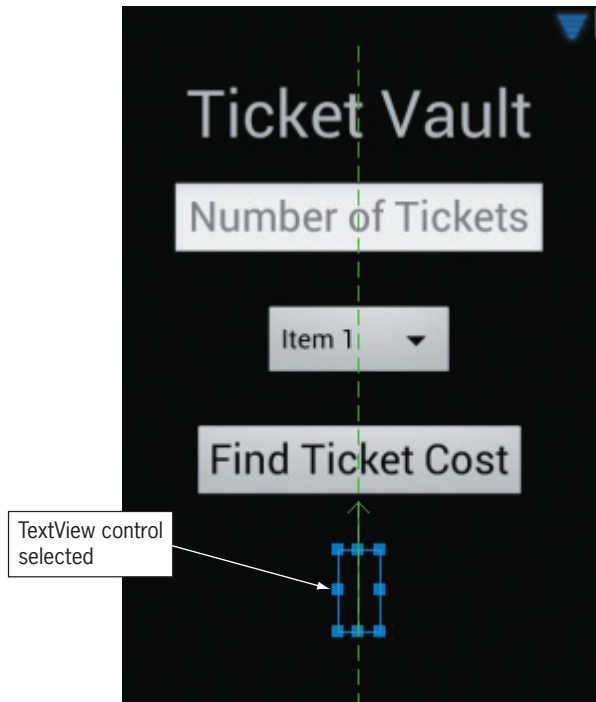 Ticket Vault
Number of Tickets
Item 1
Find Ticket Cost
TextView control
selected